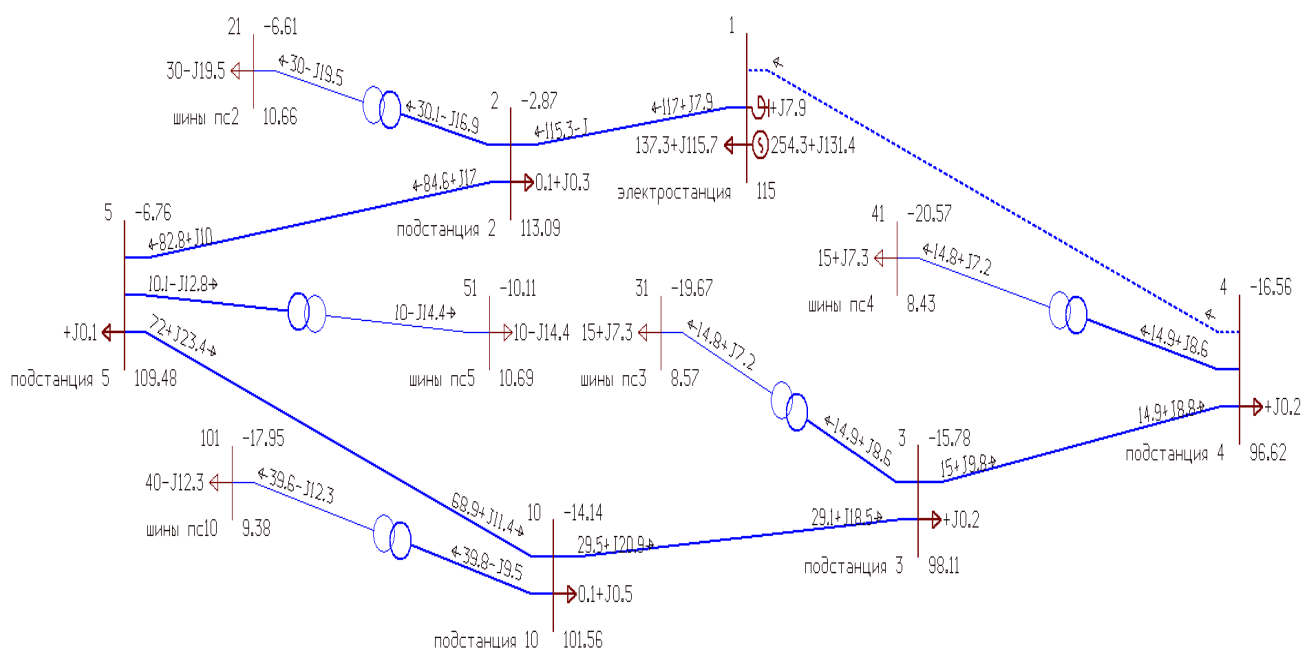 21 -6.61
30-J19.5
←30-J19.5
шины пс2 10.66
←30.1-J16.9
2 -2.87
←115.3-J
←84.6+J17
0.1+J0.3
подстанция 2 113.09
1
←
←117+J7.9
+J7.9
137.3+J115.7
254.3+J131.4
электростанция 115
5 -6.76
←82.8+J10
10.1-J12.8→
+J0.1
72+J23.4→
подстанция 5 109.48
51 -10.11
10-J14.4→
10-J14.4
шины пс5 10.69
31 -19.67
15+J7.3
←14.8+J7.2
шины пс3 8.57
←14.9+J8.6
41 -20.57
15+J7.3
←14.8+J7.2
шины пс4 8.43
←14.9+J8.6
4 -16.56
←
14.9+J8.8→
+J0.2
подстанция 4 96.62
101 -17.95
40-J12.3
←39.6-J12.3
шины пс10 9.38
←39.8-J9.5
68.9+J11.4→
10 -14.14
29.5+J20.9→
0.1+J0.5
подстанция 10 101.56
3 -15.78
15+J9.8→
29.1+J18.5→
+J0.2
подстанция 3 98.11